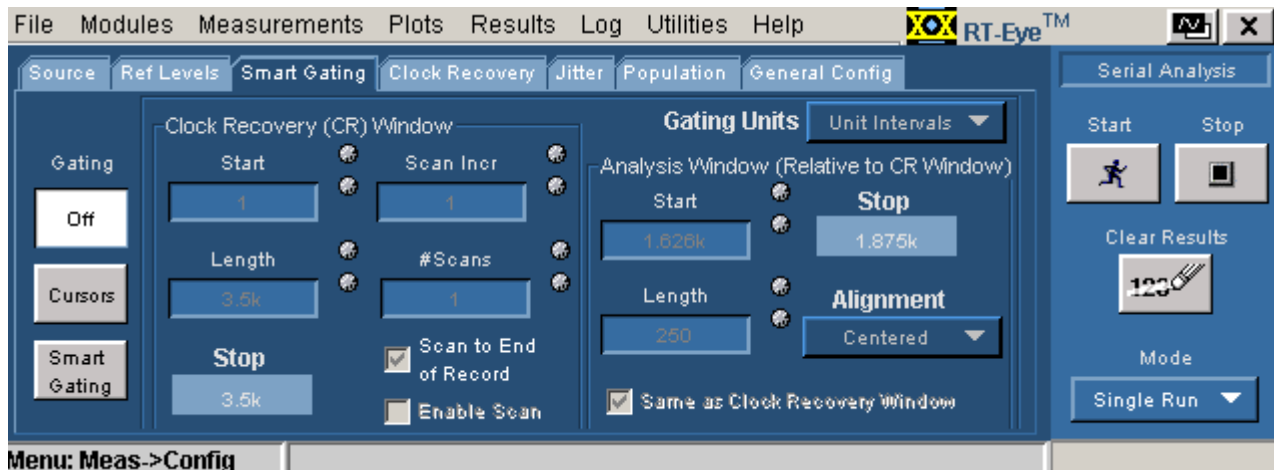 File Modules Measurements Plots Results Log Utilities Help RT-Eye™
Source Ref Levels Smart Gating Clock Recovery Jitter Population General Config
Serial Analysis
Gating
Off
Cursors
Smart
Gating
Clock Recovery (CR) Window
Start
1
Scan Incr
1
Length
3.5k
#Scans
1
Stop
3.5k
Scan to End
of Record
Enable Scan
Gating Units Unit Intervals
Analysis Window (Relative to CR Window)
Start
1.626k
Stop
1.875k
Length
250
Alignment
Centered
Same as Clock Recovery Window
Start Stop
Clear Results
123
Mode
Single Run
Menu: Meas->Config